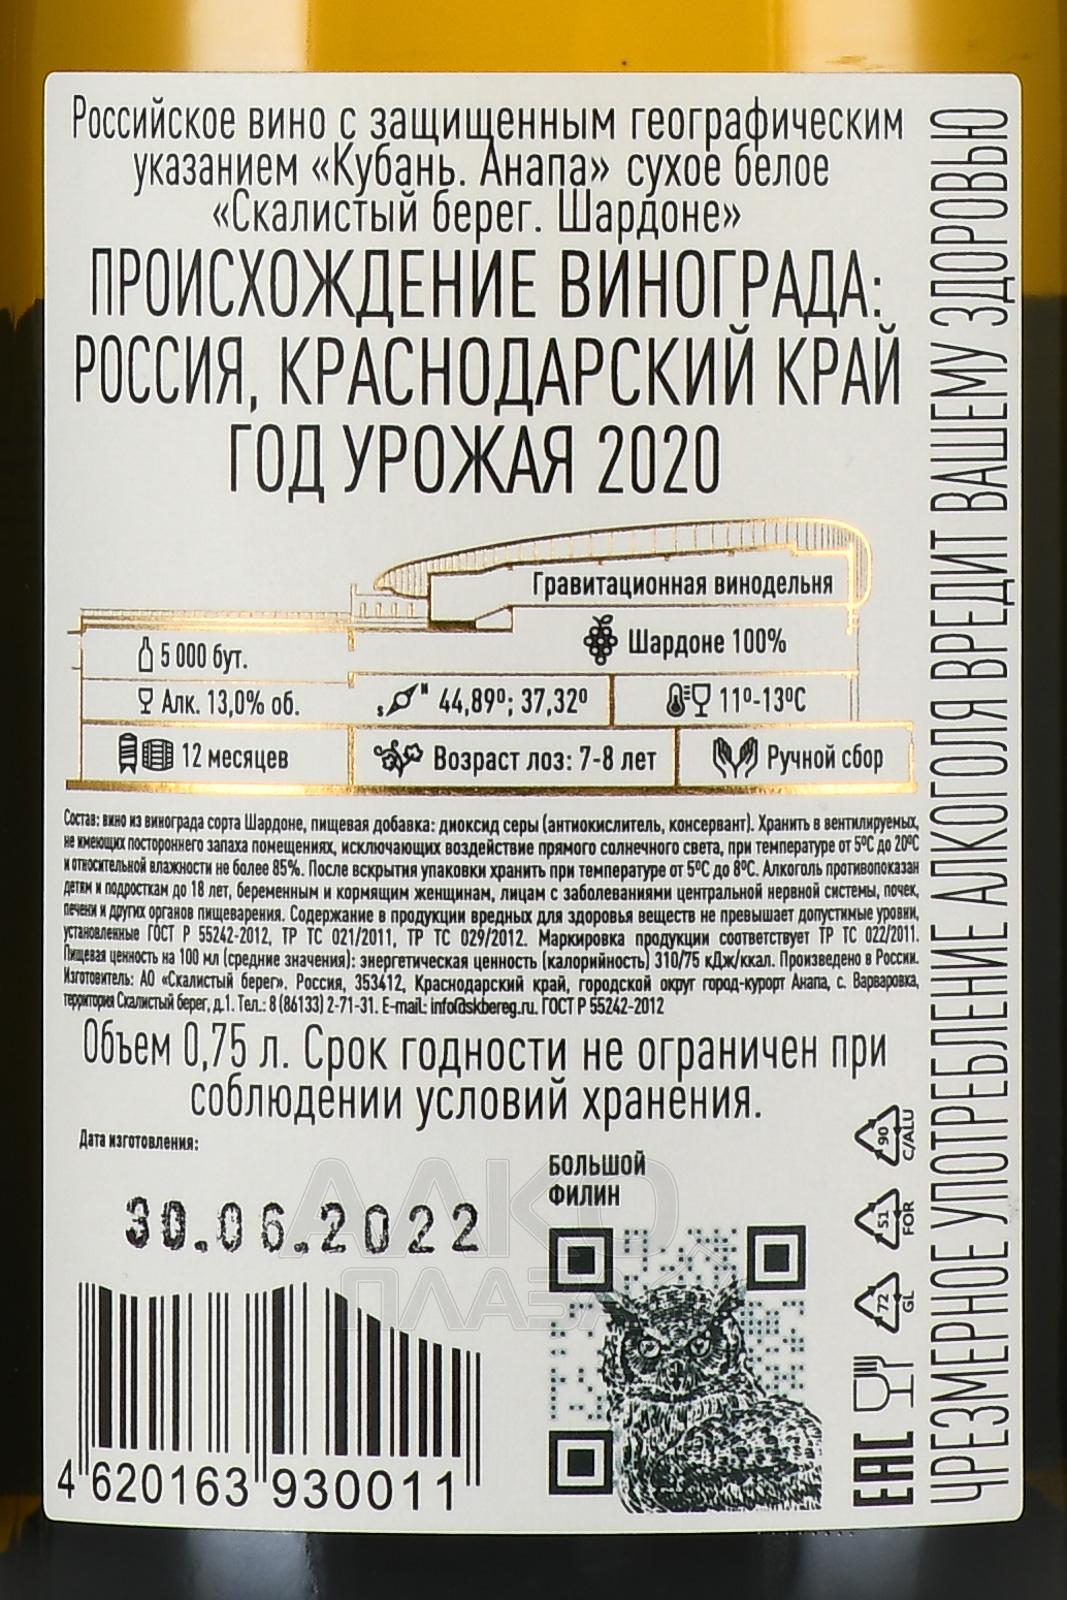 Российское вино с защищенным географическим
указанием «Кубань. Анапа» сухое белое
«Скалистый берег. Шардоне»
ПРОИСХОЖДЕНИЕ ВИНОГРАДА:
РОССИЯ, КРАСНОДАРСКИЙ КРАЙ
ГОД УРОЖАЯ 2020
Гравитационная винодельня
Шардоне 100%
5 000 бут.
Алк. 13,0% об.
S N 44,89º; 37,32º
11º-13ºС
12 месяцев
Возраст лоз: 7-8 лет
Ручной сбор
Состав: вино из винограда сорта Шардоне, пищевая добавка: диоксид серы (антиокислитель, консервант). Хранить в вентилируемых,
не имеющих постороннего запаха помещениях, исключающих воздействие прямого солнечного света, при температуре от 5ºС до 20ºС
и относительной влажности не более 85%. После вскрытия упаковки хранить при температуре от 5ºС до 8ºС. Алкоголь противопоказан
детям и подросткам до 18 лет, беременным и кормящим женщинам, лицам с заболеваниями центральной нервной системы, почек,
печени и других органов пищеварения. Содержание в продукции вредных для здоровья веществ не превышает допустимые уровни,
установленные ГОСТ Р 55242-2012, ТР ТС 021/2011, ТР ТС 029/2012. Маркировка продукции соответствует ТР ТС 022/2011.
Пищевая ценность на 100 мл (средние значения): энергетическая ценность (калорийность) 310/75 кДж/ккал. Произведено в России.
Изготовитель: АО «Скалистый берег». Россия, 353412, Краснодарский край, городской округ город-курорт Анапа, с. Варваровка,
территория Скалистый берег, д.1. Тел.: 8 (86133) 2-71-31. E-mail: info@skbereg.ru. ГОСТ Р 55242-2012
Объем 0,75 л. Срок годности не ограничен при
соблюдении условий хранения.
Дата изготовления:
30.06.2022
4 620163 930011
БОЛЬШОЙ
ФИЛИН
90
C/ALU
51
FOR
72
GL
EAC
ЧРЕЗМЕРНОЕ УПОТРЕБЛЕНИЕ АЛКОГОЛЯ ВРЕДИТ ВАШЕМУ ЗДОРОВЬЮ
АЛКО
ПЛАЗА